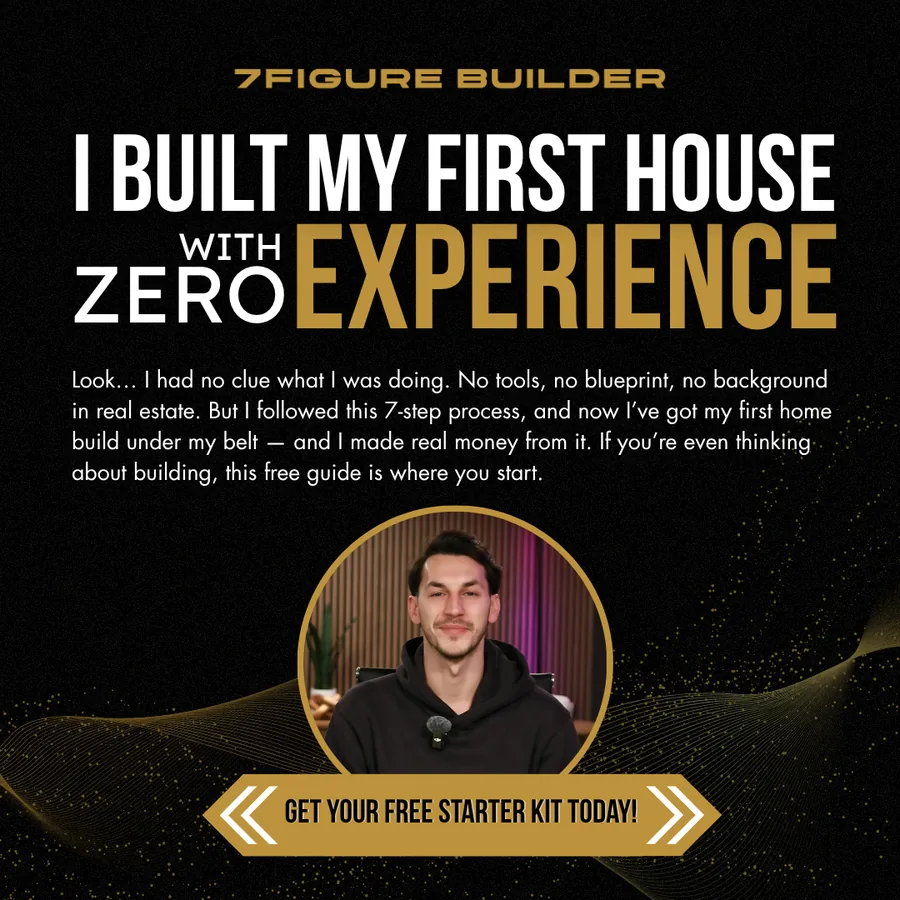 7FIGURE BUILDER
I BUILT MY FIRST HOUSE
WITH
ZERO EXPERIENCE
Look... I had no clue what I was doing. No tools, no blueprint, no background
in real estate. But I followed this 7-step process, and now I’ve got my first home
build under my belt — and I made real money from it. If you’re even thinking
about building, this free guide is where you start.
GET YOUR FREE STARTER KIT TODAY!